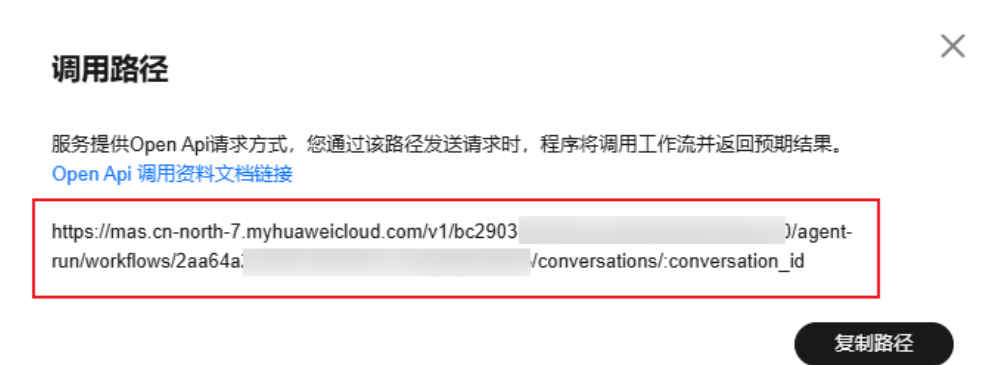 调用路径
服务提供Open Api请求方式，您通过该路径发送请求时，程序将调用工作流并返回预期结果。
Open Api 调用资料文档链接
https://mas.cn-north-7.myhuaweicloud.com/v1/bc2903 /agent-
run/workflows/2aa64a /conversations/:conversation_id
复制路径